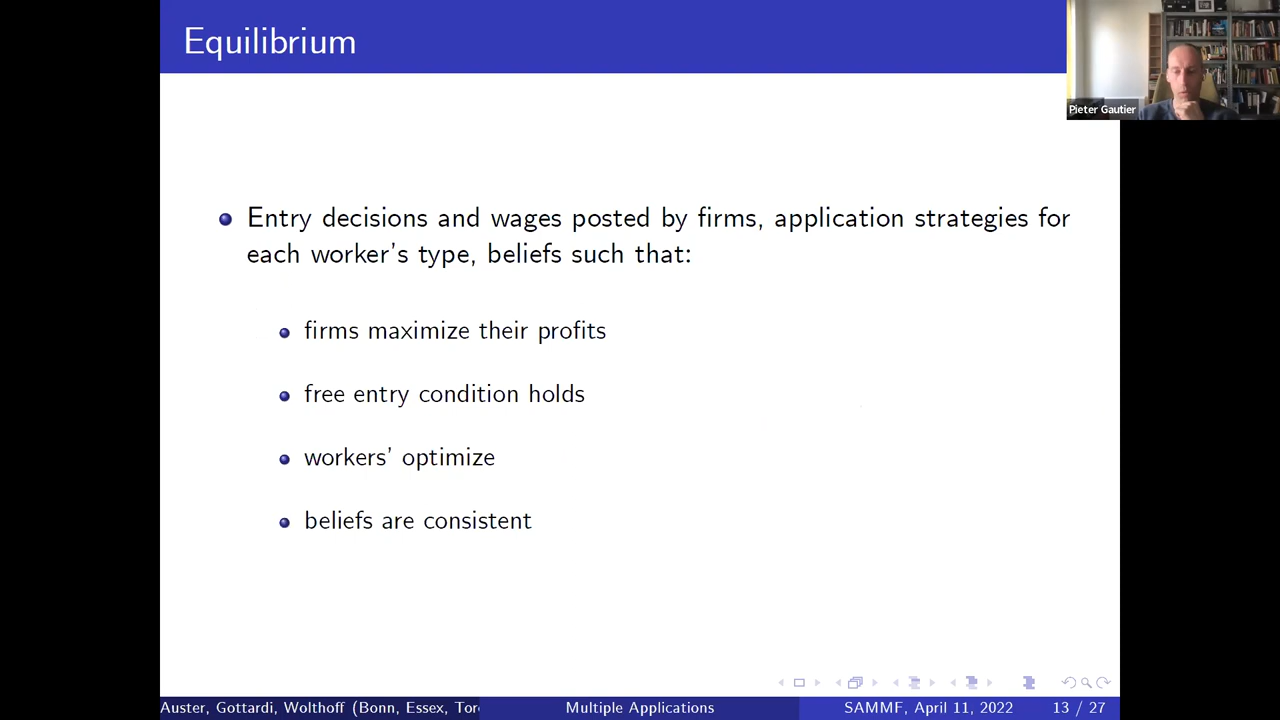 Equilibrium
Pieter Gautier
Entry decisions and wages posted by firms, application strategies for
each worker's type, beliefs such that:
firms maximize their profits
free entry condition holds
workers' optimize
beliefs are consistent
Auster, Gottardi, Wolthoff (Bonn, Essex, Tor
Multiple Applications
SAMMF, April 11, 2022
13 / 27